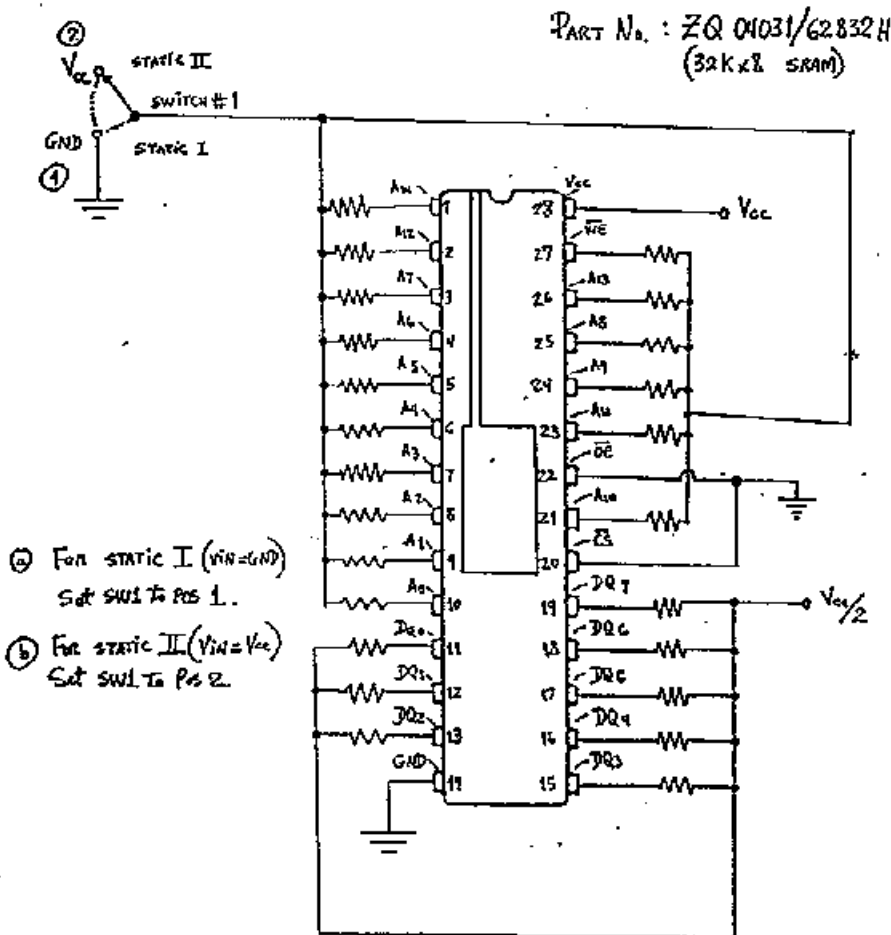 PART No. : ZQ 04031/62832H
(32K x 8 SRAM)
2
Vcc
STATIC II
SWITCH #1
GND
STATIC I
1
A14
1
A12
2
A7
3
A6
4
A5
5
A4
6
A3
7
A2
8
A1
9
A0
10
DQ0
11
DQ1
12
DQ2
13
GND
14
Vcc
28
Vcc
WE
27
A13
26
A8
25
A9
24
A11
23
OE
22
A10
21
CS
20
DQ7
19
Vcc/2
DQ6
18
DQ5
17
DQ4
16
DQ3
15
a For STATIC I (Vin=GND)
Set SW1 To Pos 1.
b For STATIC II (Vin=Vcc)
Set SW1 To Pos 2